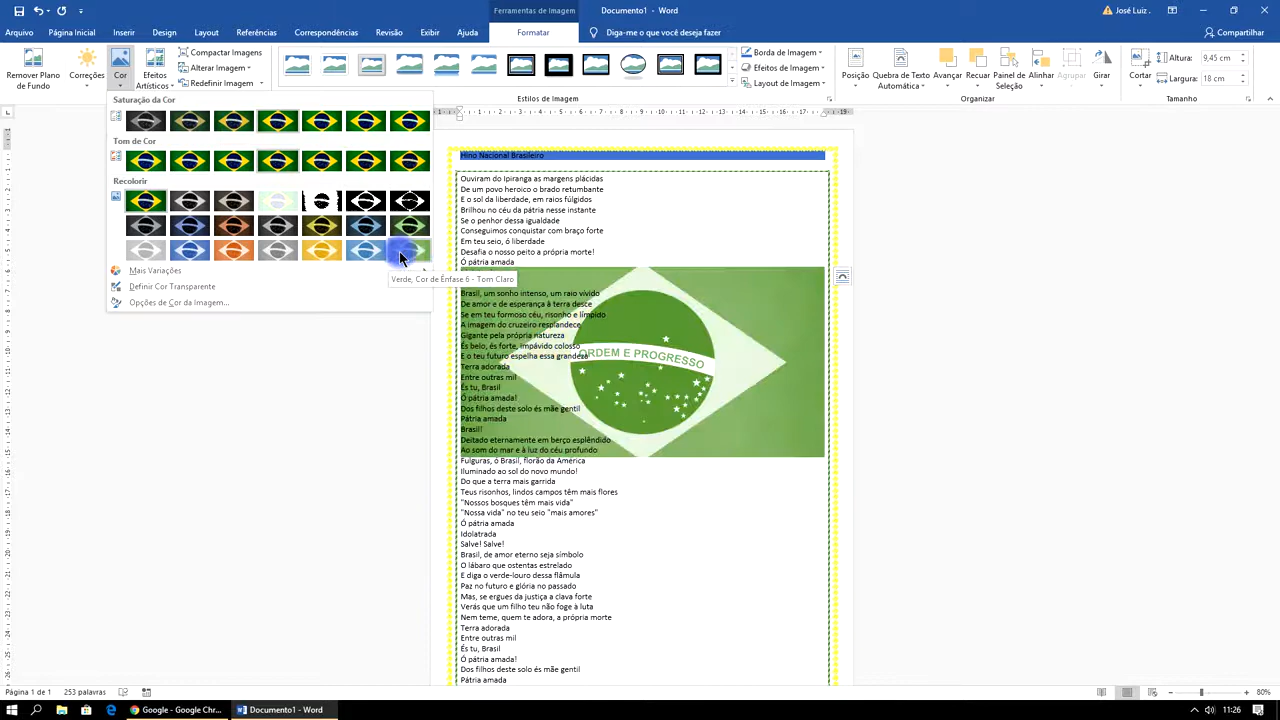 Ferramentas de Imagem
Documento1 - Word
José Luiz .
Arquivo Início Inserir Design Layout Referências Correspondências Revisão Exibir Ajuda Formatar Diga-me o que você deseja fazer Compartilhar
Remover Plano de Fundo
Correções
Cor
Efeitos Artísticos
Compactar Imagens
Alterar Imagem
Redefinir Imagem
Borda de Imagem
Efeitos de Imagem
Layout de Imagem
Estilos de Imagem
Posição
Quebra de Texto Automática
Avançar
Recuar
Painel de Seleção
Alinhar
Agrupar
Girar
Organizar
Cortar
Altura: 9,45 cm
Largura: 18 cm
Tamanho
Saturação da Cor
Tom de Cor
Recolorir
Mais Variações
Definir Cor Transparente
Opções de Cor da Imagem...
Verde, Cor de Ênfase 6 - Tom Claro
Hino Nacional Brasileiro
Ouviram do Ipiranga as margens plácidas
De um povo heroico o brado retumbante
E o sol da liberdade, em raios fúlgidos
Brilhou no céu da pátria nesse instante
Se o penhor dessa igualdade
Conseguimos conquistar com braço forte
Em teu seio, ó liberdade
Desafia o nosso peito a própria morte!
Ó pátria amada
Brasil, um sonho intenso, um raio vívido
De amor e de esperança à terra desce
Se em teu formoso céu, risonho e límpido
A imagem do cruzeiro resplandece
Gigante pela própria natureza
És belo, és forte, impávido colosso
E o teu futuro espelha essa grandeza
Terra adorada
Entre outras mil
És tu, Brasil
Ó pátria amada!
Dos filhos deste solo és mãe gentil
Pátria amada
Brasil!
Deitado eternamente em berço esplêndido
Ao som do mar e à luz do céu profundo
ORDEM E PROGRESSO
Fulguras, ó Brasil, florão da América
Iluminado ao sol do novo mundo!
Do que a terra mais garrida
Teus risonhos, lindos campos têm mais flores
"Nossos bosques têm mais vida"
"Nossa vida" no teu seio "mais amores"
Ó pátria amada
Idolatrada
Salve! Salve!
Brasil, de amor eterno seja símbolo
O lábaro que ostentas estrelado
E diga o verde-louro dessa flâmula
Paz no futuro e glória no passado
Mas, se ergues da justiça a clava forte
Verás que um filho teu não foge à luta
Nem teme, quem te adora, a própria morte
Terra adorada
Entre outras mil
És tu, Brasil
Ó pátria amada!
Dos filhos deste solo és mãe gentil
Pátria amada
Página 1 de 1 253 palavras 80%
Google - Google Chr... Documento1 - Word 11:26